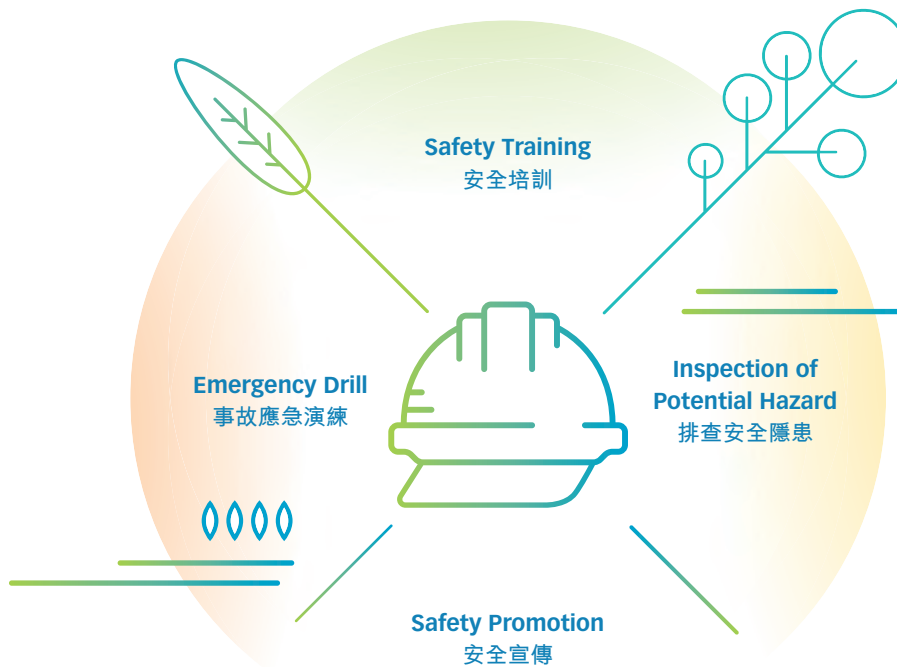 Safety Training
安全培訓
Emergency Drill
事故應急演練
Inspection of
Potential Hazard
排查安全隱患
Safety Promotion
安全宣傳